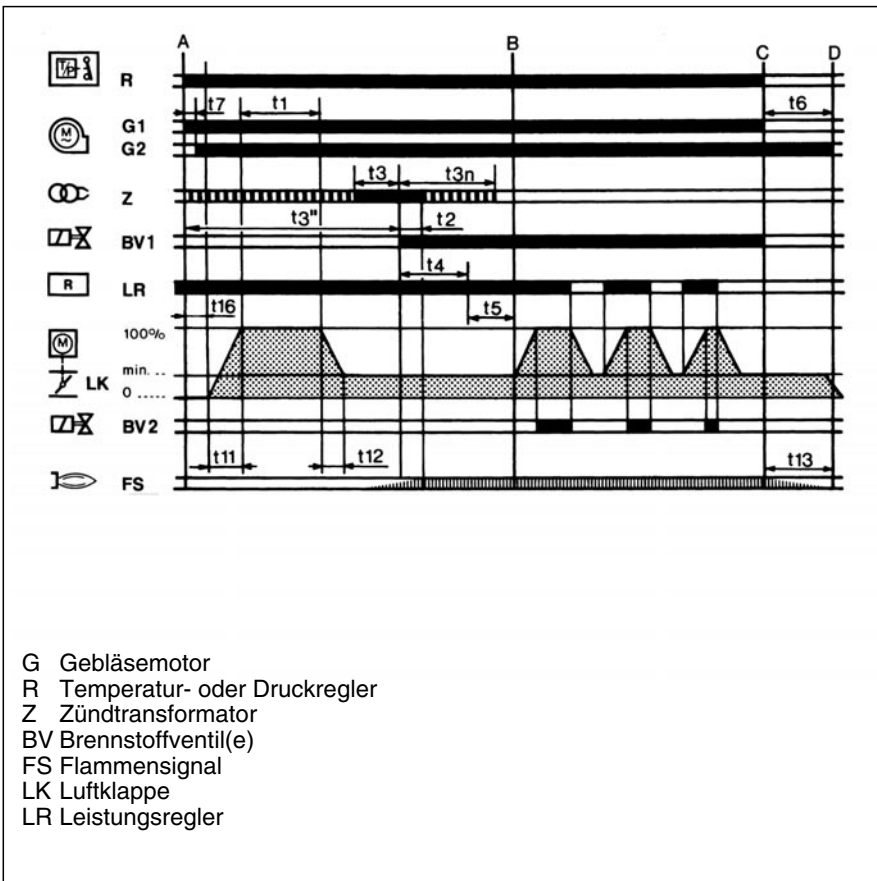 A B C D
T/P R
t7 t1 t6
M~ G1
G2
t3 t3n
Z
t3" t2
BV1
t4
R LR
t5
t16
M 100%
min. ..
LK
0 .....
BV2
t11 t12 t13
FS
G Gebläsemotor
R Temperatur- oder Druckregler
Z Zündtransformator
BV Brennstoffventil(e)
FS Flammensignal
LK Luftklappe
LR Leistungsregler